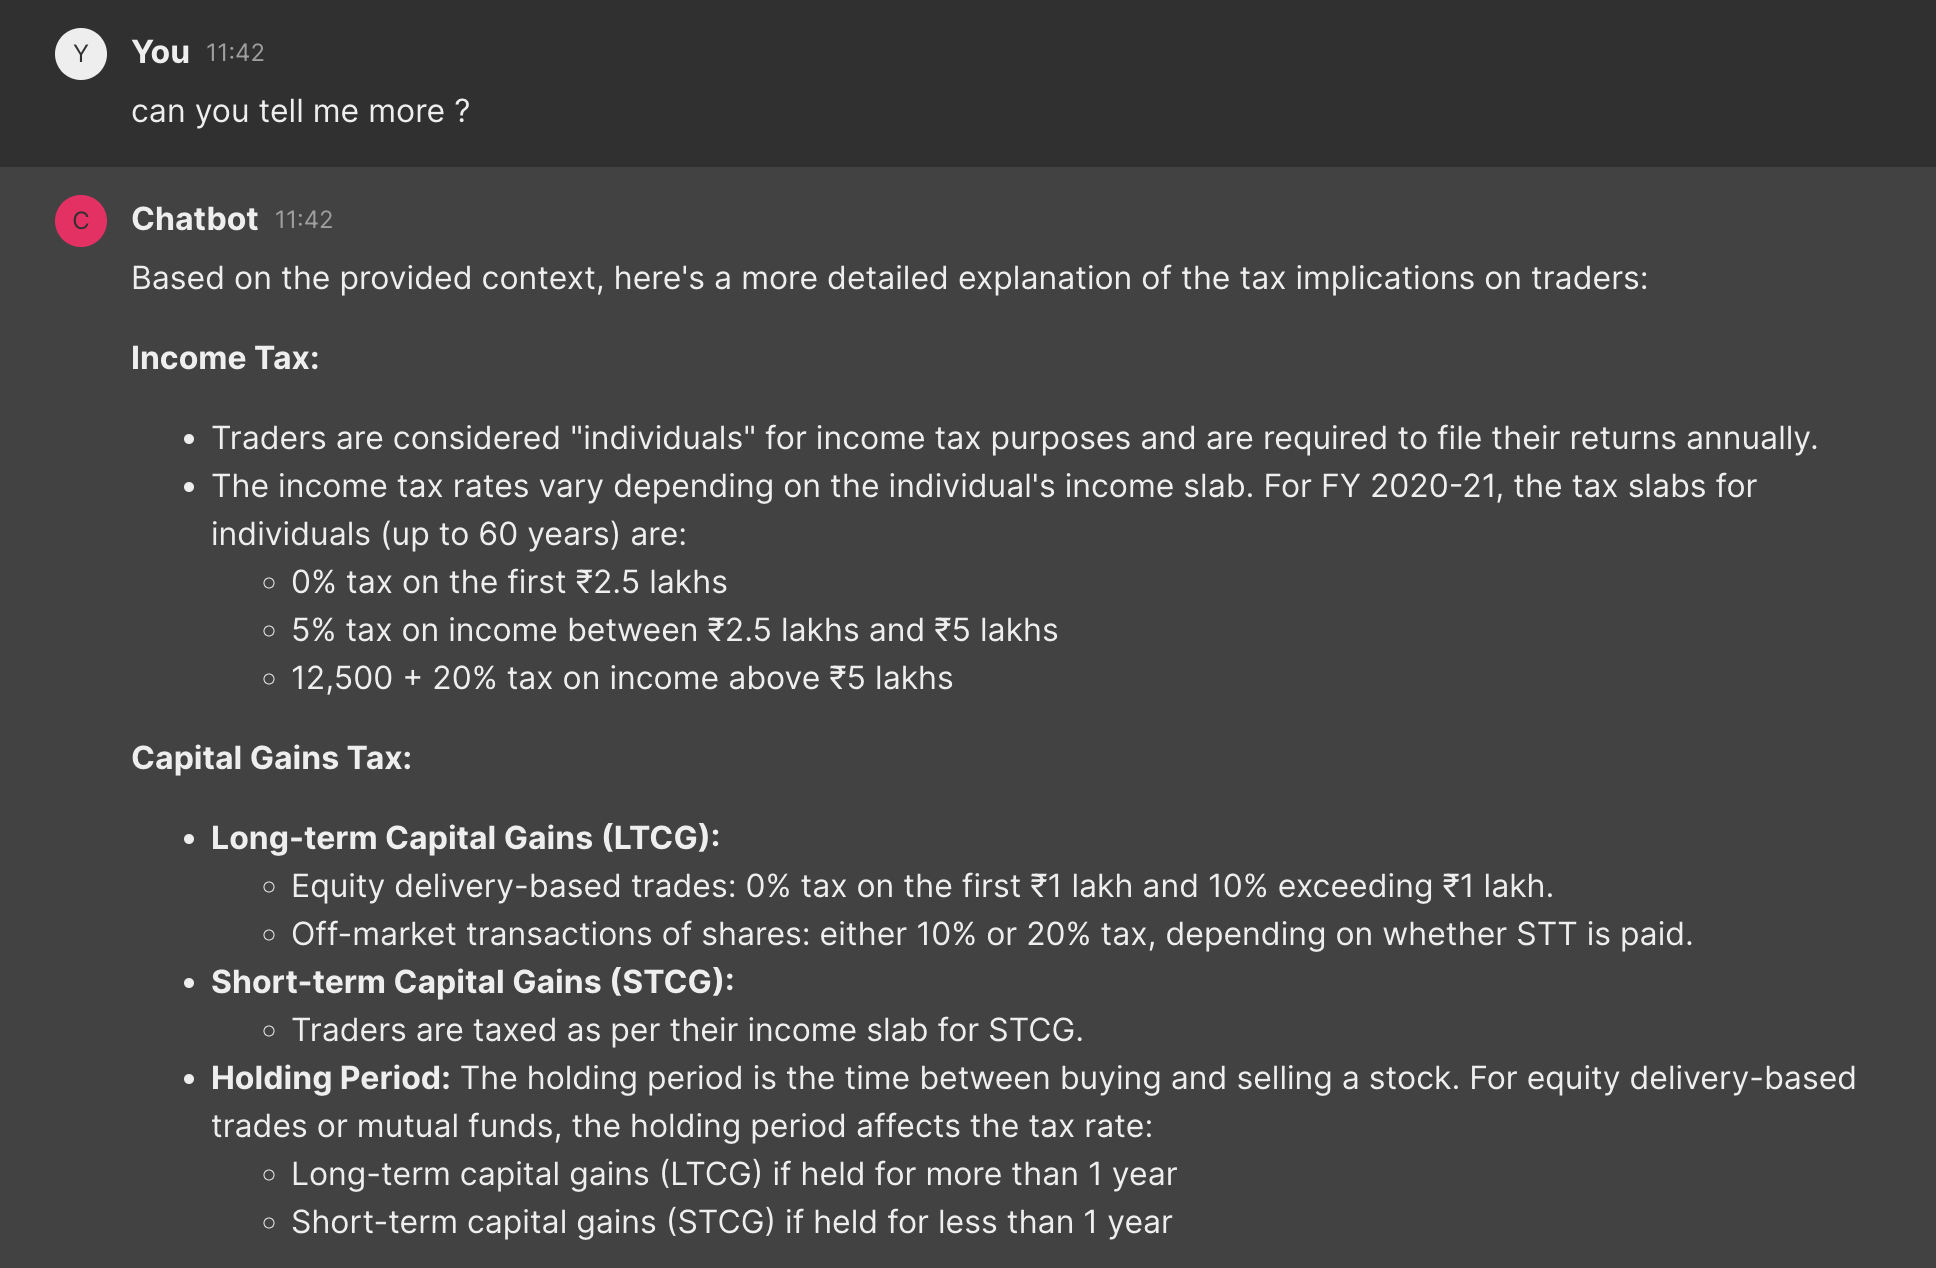 Y
You 11:42
can you tell me more ?
C
Chatbot 11:42
Based on the provided context, here's a more detailed explanation of the tax implications on traders:
Income Tax:
• Traders are considered "individuals" for income tax purposes and are required to file their returns annually.
• The income tax rates vary depending on the individual's income slab. For FY 2020-21, the tax slabs for
individuals (up to 60 years) are:
◦ 0% tax on the first ₹2.5 lakhs
◦ 5% tax on income between ₹2.5 lakhs and ₹5 lakhs
◦ 12,500 + 20% tax on income above ₹5 lakhs
Capital Gains Tax:
• Long-term Capital Gains (LTCG):
◦ Equity delivery-based trades: 0% tax on the first ₹1 lakh and 10% exceeding ₹1 lakh.
◦ Off-market transactions of shares: either 10% or 20% tax, depending on whether STT is paid.
• Short-term Capital Gains (STCG):
◦ Traders are taxed as per their income slab for STCG.
• Holding Period: The holding period is the time between buying and selling a stock. For equity delivery-based
trades or mutual funds, the holding period affects the tax rate:
◦ Long-term capital gains (LTCG) if held for more than 1 year
◦ Short-term capital gains (STCG) if held for less than 1 year